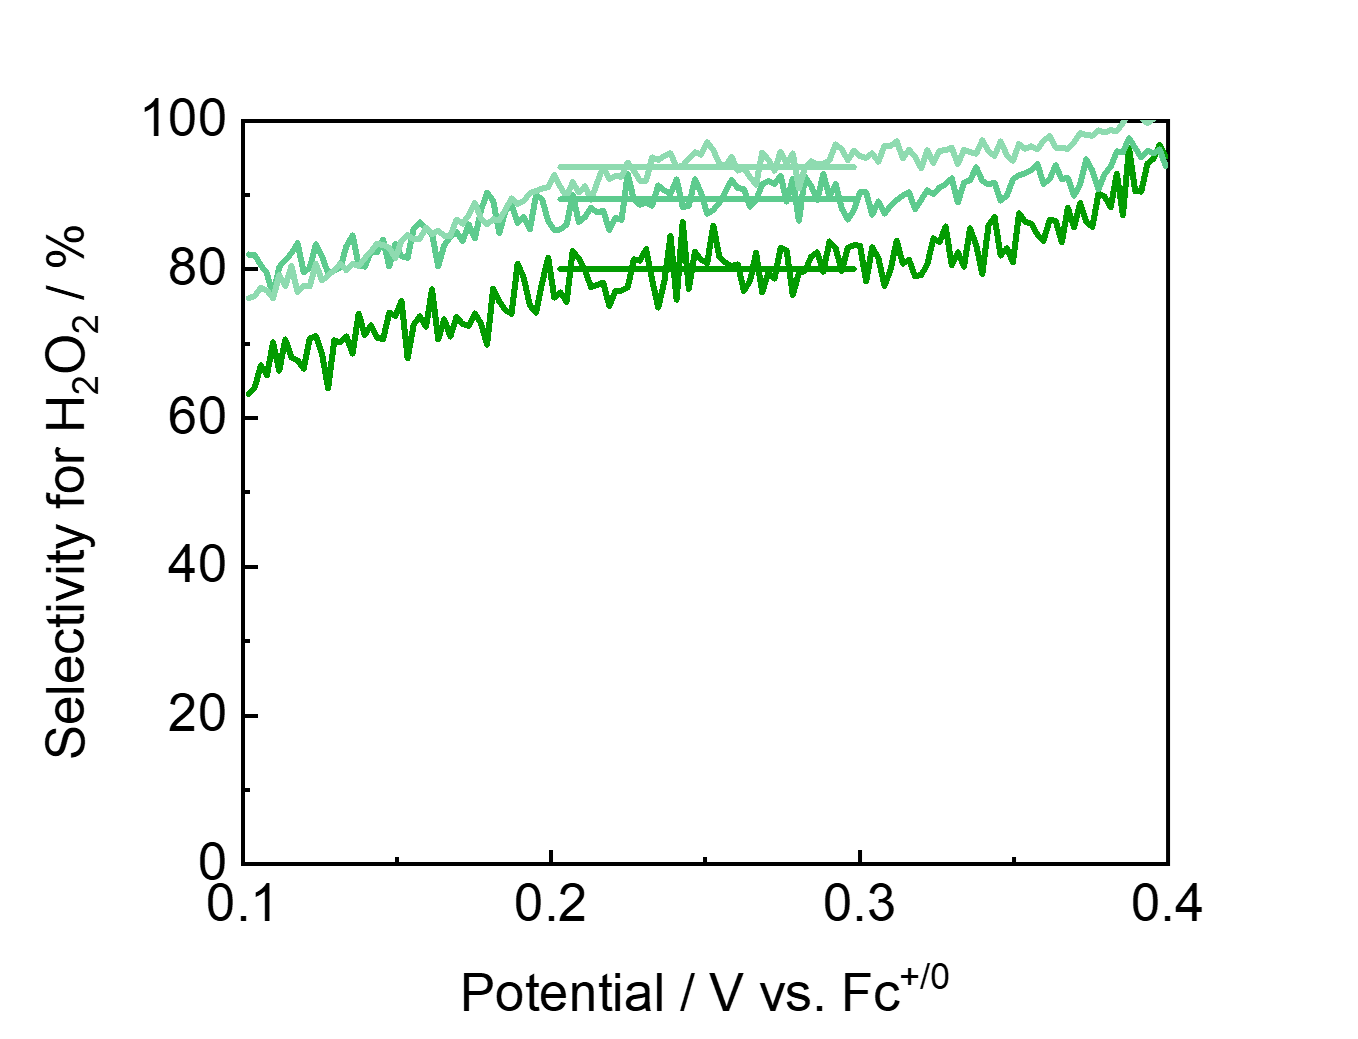 100
80
60
40
20
0
Selectivity for H₂O₂ / %
0.1 0.2 0.3 0.4
Potential / V vs. Fc⁺/⁰